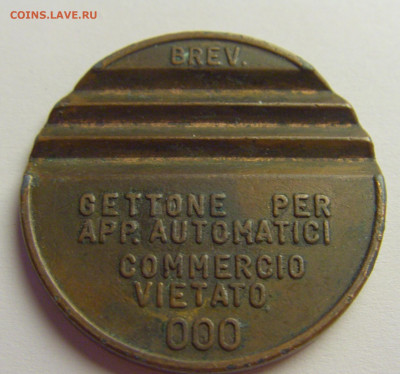 COINS.LAVE.RU
BREV.
GETTONE PER
APP. AUTOMATICI
COMMERCIO
VIETATO
000